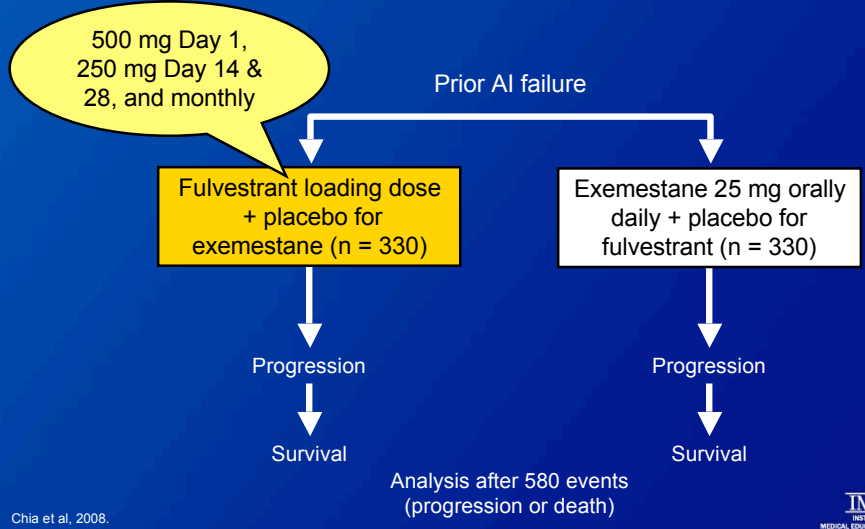 500 mg Day 1,
250 mg Day 14 &
28, and monthly
Prior AI failure
Fulvestrant loading dose
+ placebo for
exemestane (n = 330)
Exemestane 25 mg orally
daily + placebo for
fulvestrant (n = 330)
Progression
Progression
Survival
Survival
Analysis after 580 events
(progression or death)
Chia et al, 2008.